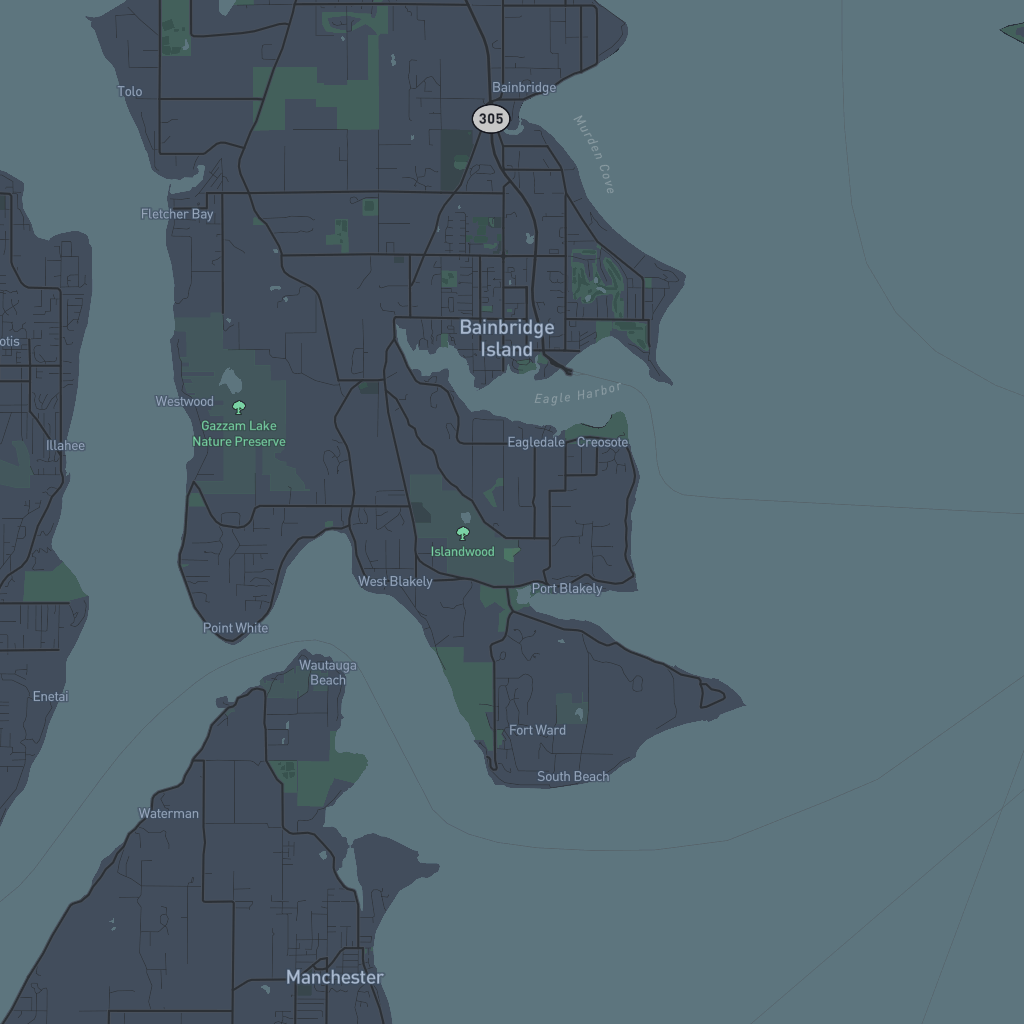 Tolo
Bainbridge
305
Murden Cove
Fletcher Bay
Bainbridge
Island
otis
Eagle Harbor
Westwood
Gazzam Lake
Nature Preserve
Illahee
Eagledale
Creosote
Islandwood
West Blakely
Port Blakely
Point White
Wautauga
Beach
Enetai
Fort Ward
South Beach
Waterman
Manchester